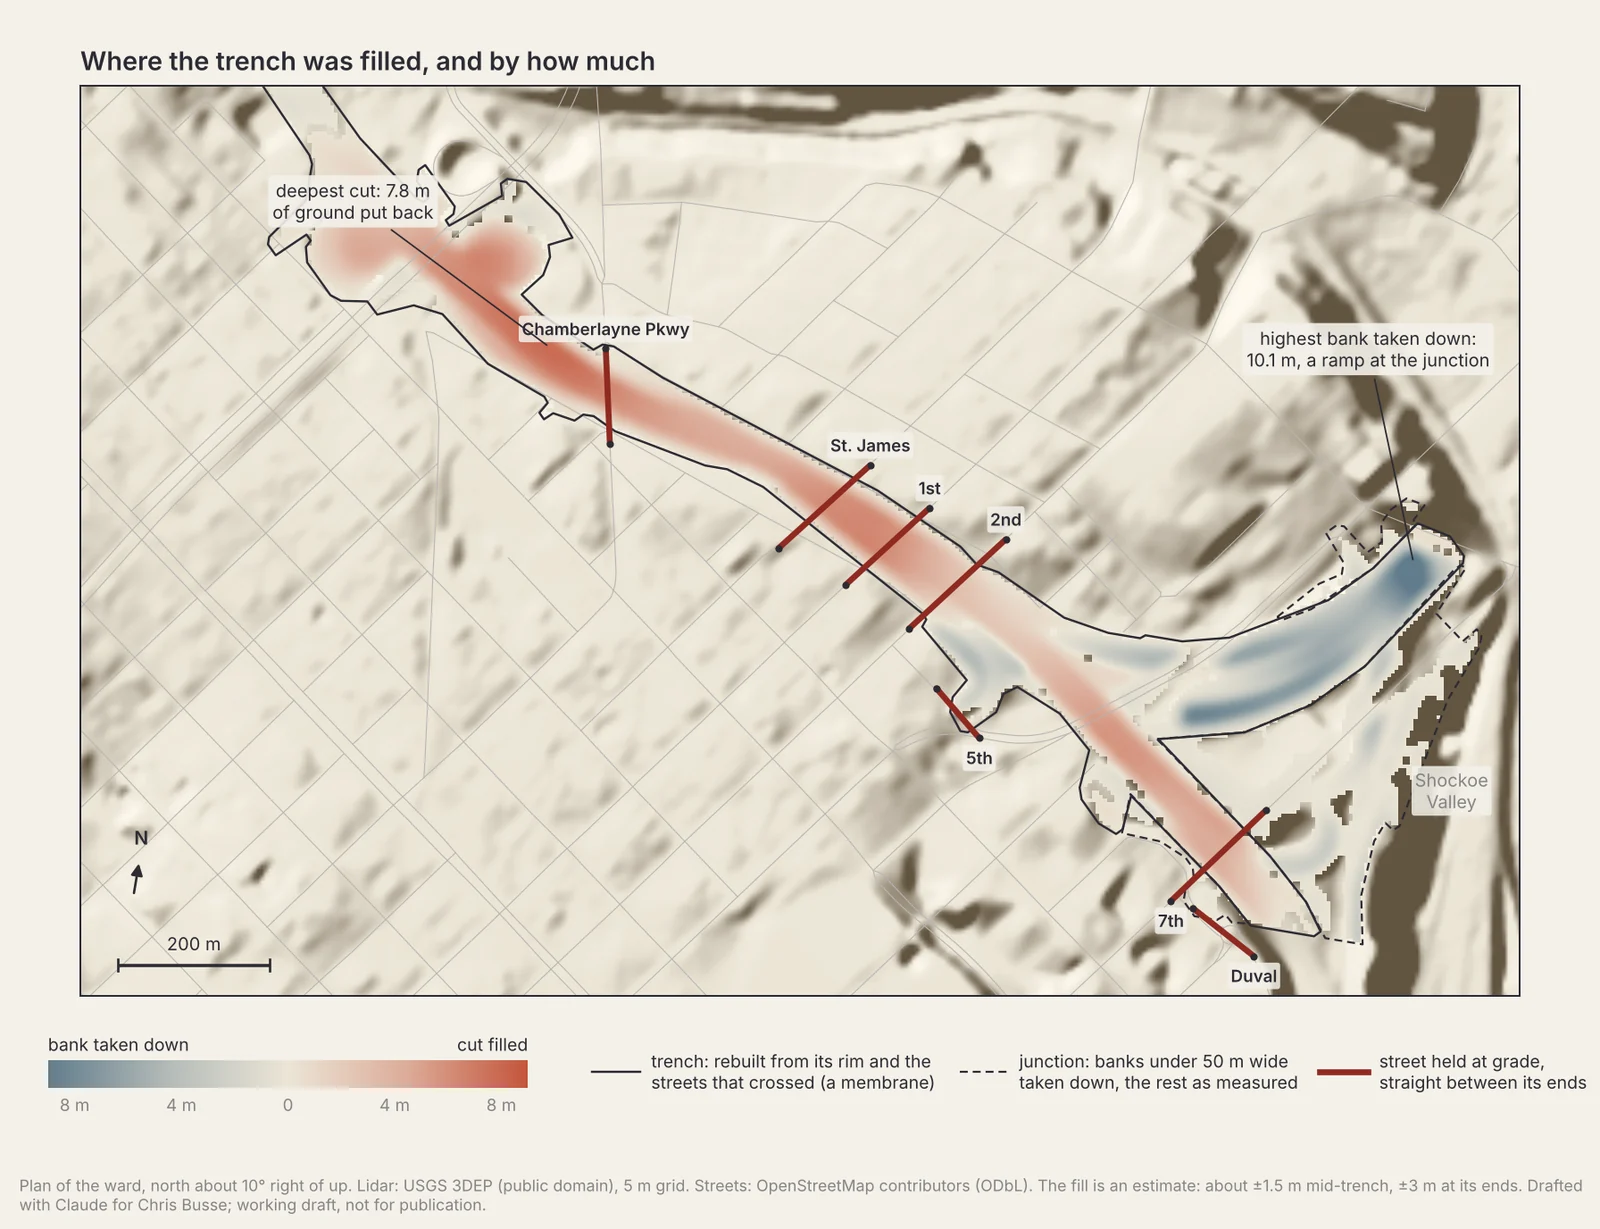 Where the trench was filled, and by how much
deepest cut: 7.8 m
of ground put back
Chamberlayne Pkwy
highest bank taken down:
10.1 m, a ramp at the junction
St. James
1st
2nd
5th
Shockoe
Valley
N
7th
200 m
Duval
bank taken down
cut filled
8 m
4 m
0
4 m
8 m
trench: rebuilt from its rim and the
streets that crossed (a membrane)
junction: banks under 50 m wide
taken down, the rest as measured
street held at grade,
straight between its ends
Plan of the ward, north about 10° right of up. Lidar: USGS 3DEP (public domain), 5 m grid. Streets: OpenStreetMap contributors (ODbL). The fill is an estimate: about ±1.5 m mid-trench, ±3 m at its ends. Drafted
with Claude for Chris Busse; working draft, not for publication.